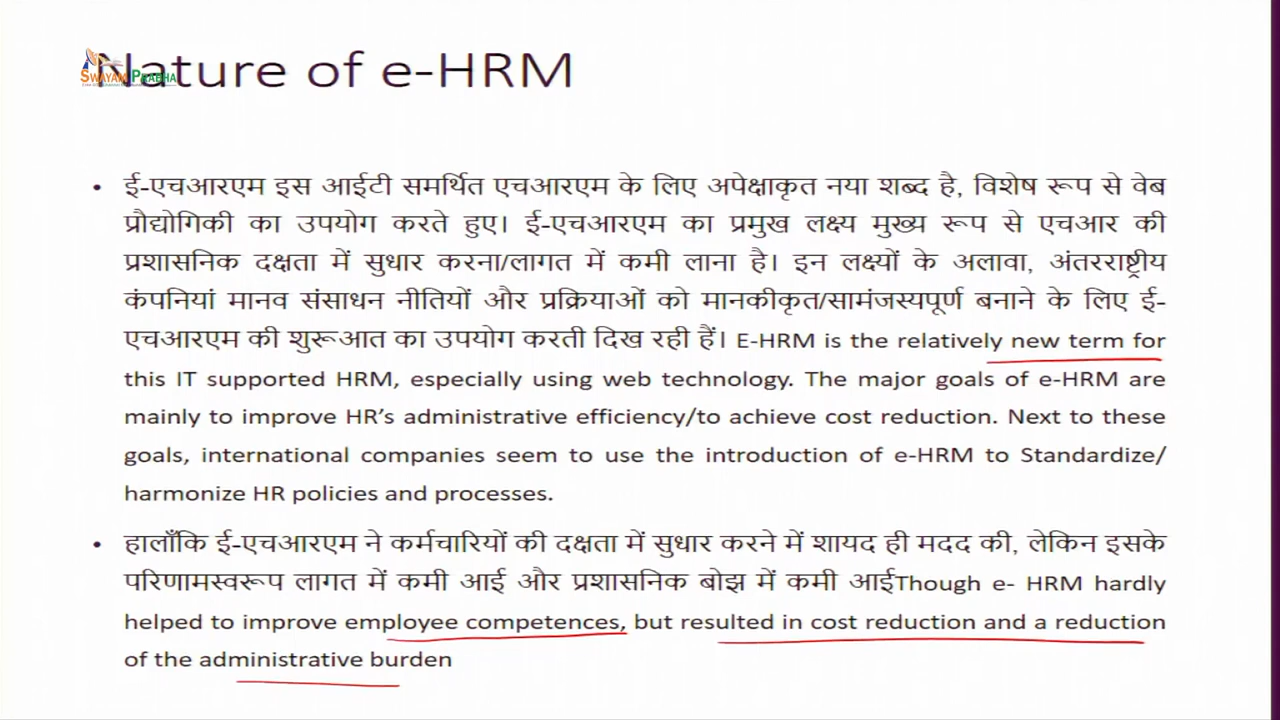 Nature of e-HRM
SWAYAM PRABHA
• ई-एचआरएम इस आईटी समर्थित एचआरएम के लिए अपेक्षाकृत नया शब्द है, विशेष रूप से वेब
प्रौद्योगिकी का उपयोग करते हुए। ई-एचआरएम का प्रमुख लक्ष्य मुख्य रूप से एचआर की
प्रशासनिक दक्षता में सुधार करना/लागत में कमी लाना है। इन लक्ष्यों के अलावा, अंतरराष्ट्रीय
कंपनियां मानव संसाधन नीतियों और प्रक्रियाओं को मानकीकृत/सामंजस्यपूर्ण बनाने के लिए ई-
एचआरएम की शुरूआत का उपयोग करती दिख रही हैं। E-HRM is the relatively new term for
this IT supported HRM, especially using web technology. The major goals of e-HRM are
mainly to improve HR’s administrative efficiency/to achieve cost reduction. Next to these
goals, international companies seem to use the introduction of e-HRM to Standardize/
harmonize HR policies and processes.
• हालाँकि ई-एचआरएम ने कर्मचारियों की दक्षता में सुधार करने में शायद ही मदद की, लेकिन इसके
परिणामस्वरूप लागत में कमी आई और प्रशासनिक बोझ में कमी आईThough e- HRM hardly
helped to improve employee competences, but resulted in cost reduction and a reduction
of the administrative burden